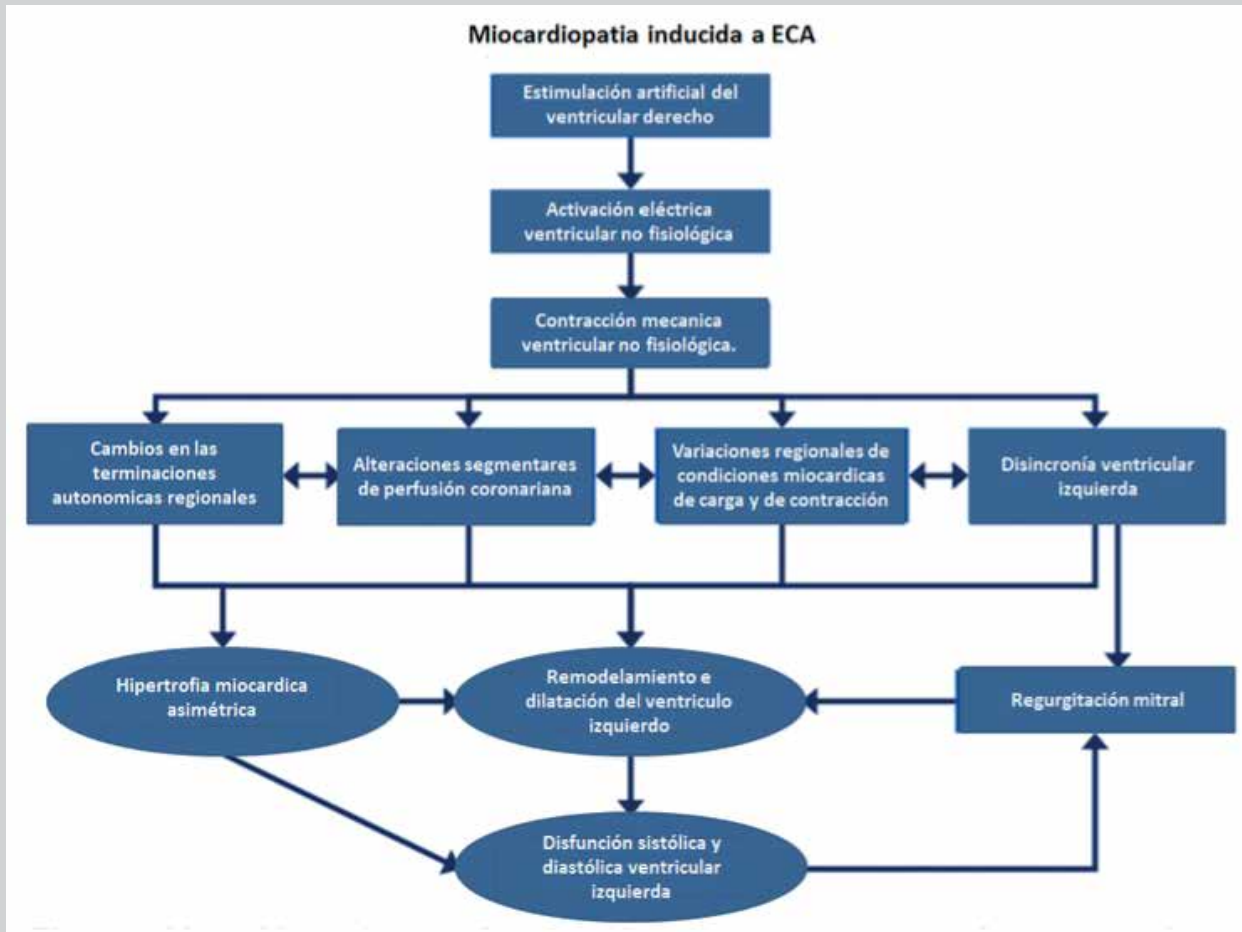 Miocardiopatia inducida a ECA
Estimulación artificial del
ventricular derecho
Activación eléctrica
ventricular no fisiológica
Contracción mecanica
ventricular no fisiológica.
Cambios en las
terminaciones
autonomicas regionales
Alteraciones segmentares
de perfusión coronariana
Variaciones regionales de
condiciones miocardicas
de carga y de contracción
Disincronía ventricular
izquierda
Hipertrofia miocardica
asimétrica
Remodelamiento e
dilatación del ventriculo
izquierdo
Regurgitación mitral
Disfunción sistólica y
diastólica ventricular
izquierda